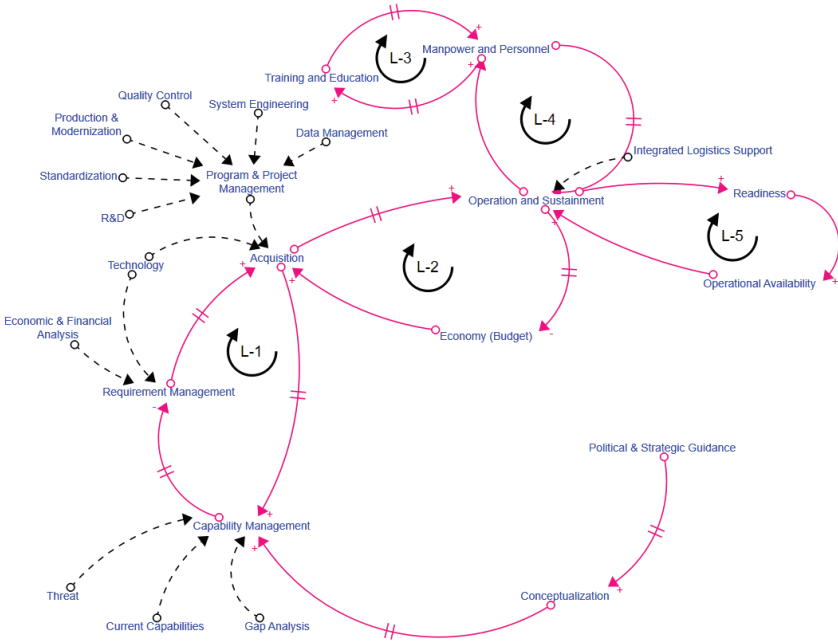 L-3
Manpower and Personnel
Training and Education
Quality Control
System Engineering
Production &
Modernization
Data Management
L-4
Integrated Logistics Support
Standardization
Program & Project
Management
Operation and Sustainment
Readiness
R&D
L-5
Technology
Acquisition
L-2
Operational Availability
Economic & Financial
Analysis
Economy (Budget)
L-1
Requirement Management
Political & Strategic Guidance
Capability Management
Threat
Conceptualization
Current Capabilities
Gap Analysis